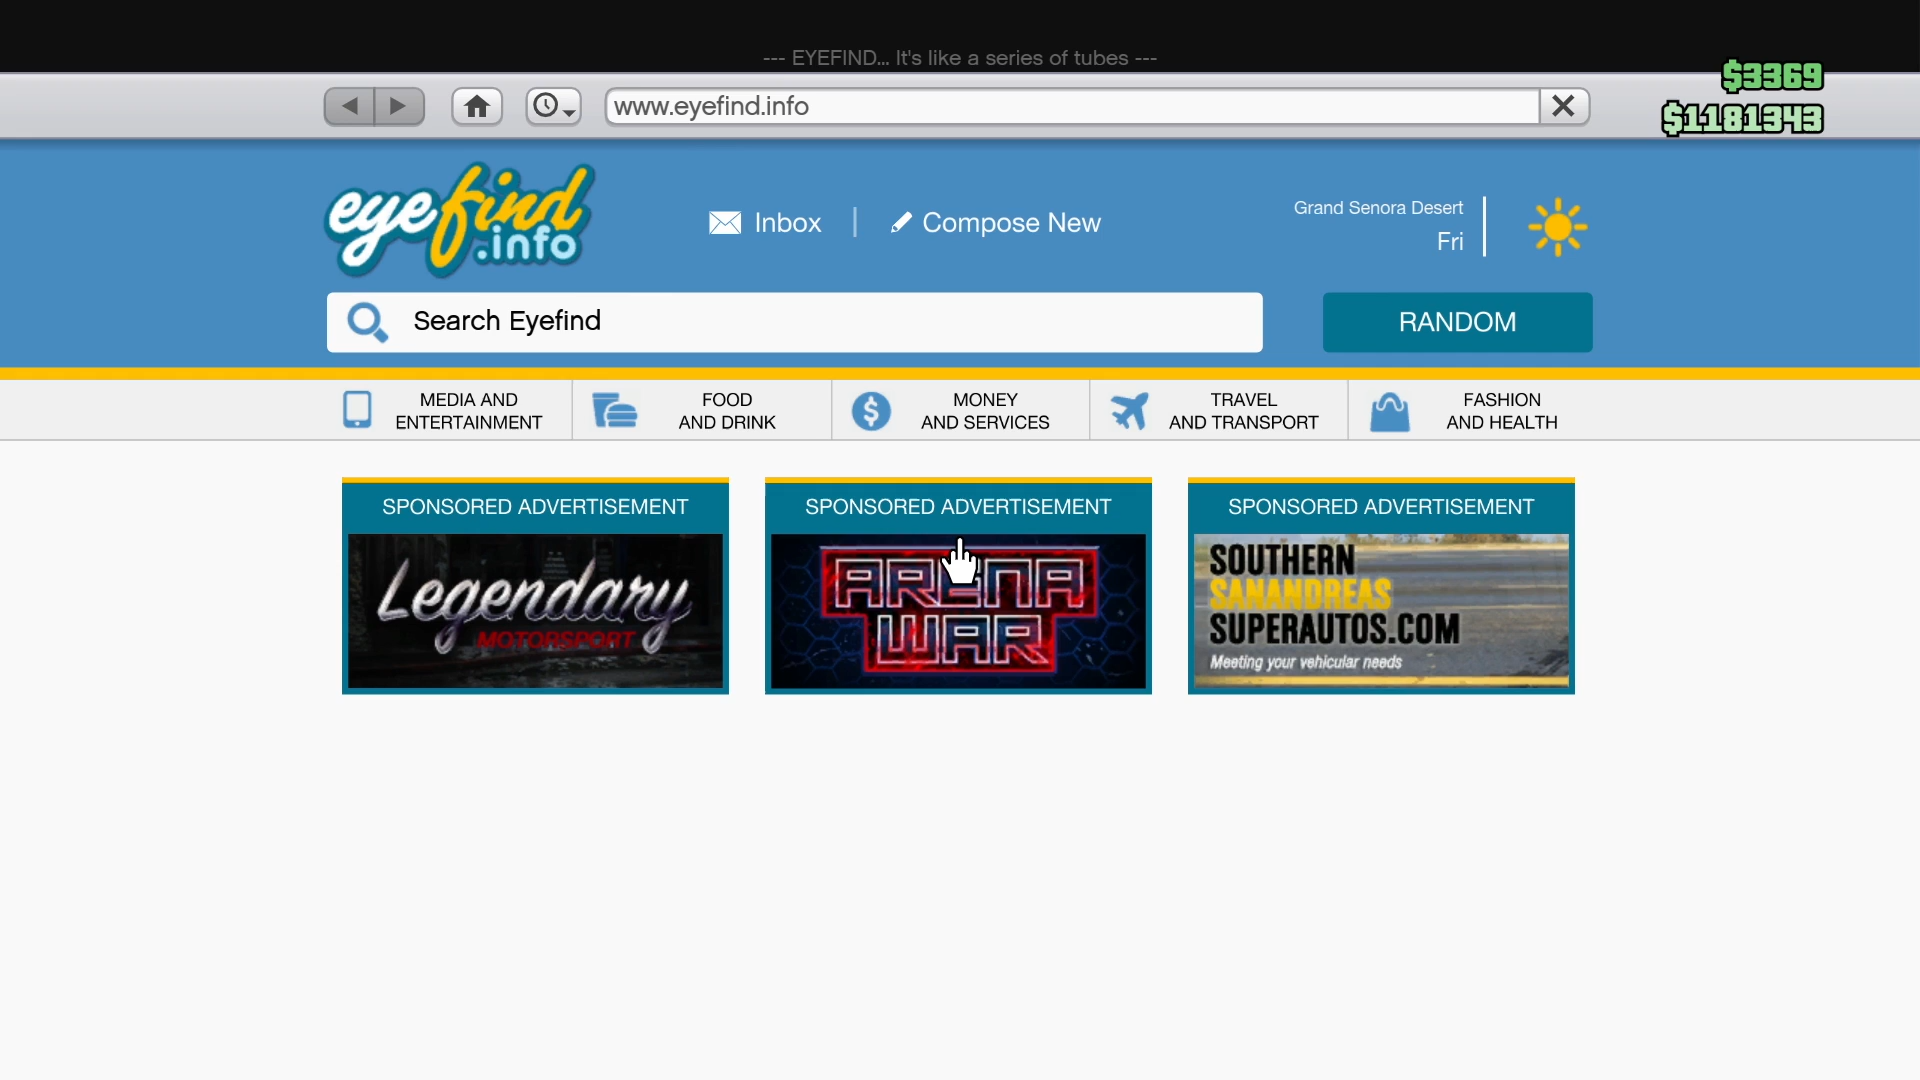 --- EYEFIND... It's like a series of tubes ---
$3369
www.eyefind.info
$1181343
eyefind
.info
Inbox
Compose New
Grand Senora Desert
Fri
Search Eyefind
RANDOM
MEDIA AND
ENTERTAINMENT
FOOD
AND DRINK
MONEY
AND SERVICES
TRAVEL
AND TRANSPORT
FASHION
AND HEALTH
SPONSORED ADVERTISEMENT
Legendary
MOTORSPORT
SPONSORED ADVERTISEMENT
ARENA
WAR
SPONSORED ADVERTISEMENT
SOUTHERN
SANANDREAS
SUPERAUTOS.COM
Meeting your vehicular needs